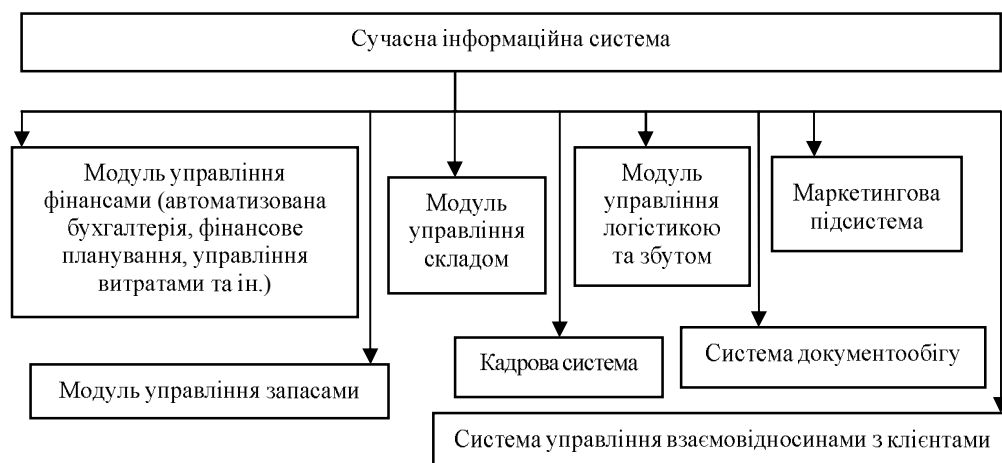 Сучасна інформаційна система
Модуль управління
фінансами (автоматизована
бухгалтерія, фінансове
планування, управління
витратами та ін.)
Модуль
управління
складом
Модуль
управління
логістикою
та збутом
Маркетингова
підсистема
Модуль управління запасами
Кадрова система
Система документообігу
Система управління взаємовідносинами з клієнтами